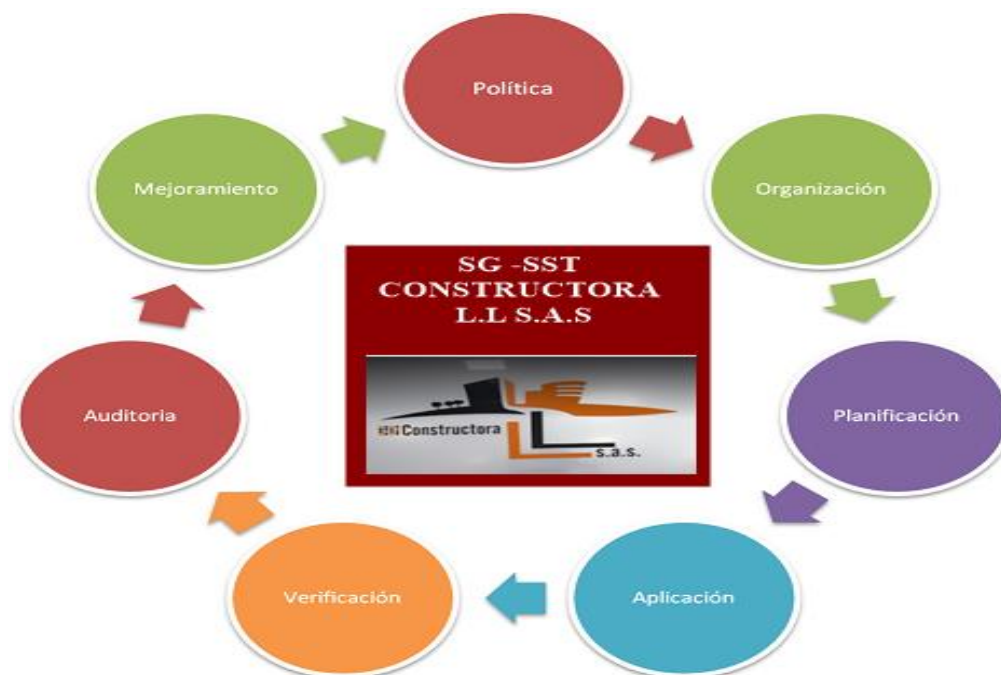 Política
Organización
Planificación
Aplicación
Verificación
Auditoria
Mejoramiento
SG -SST
CONSTRUCTORA
L.L S.A.S
Constructora
s.a.s.